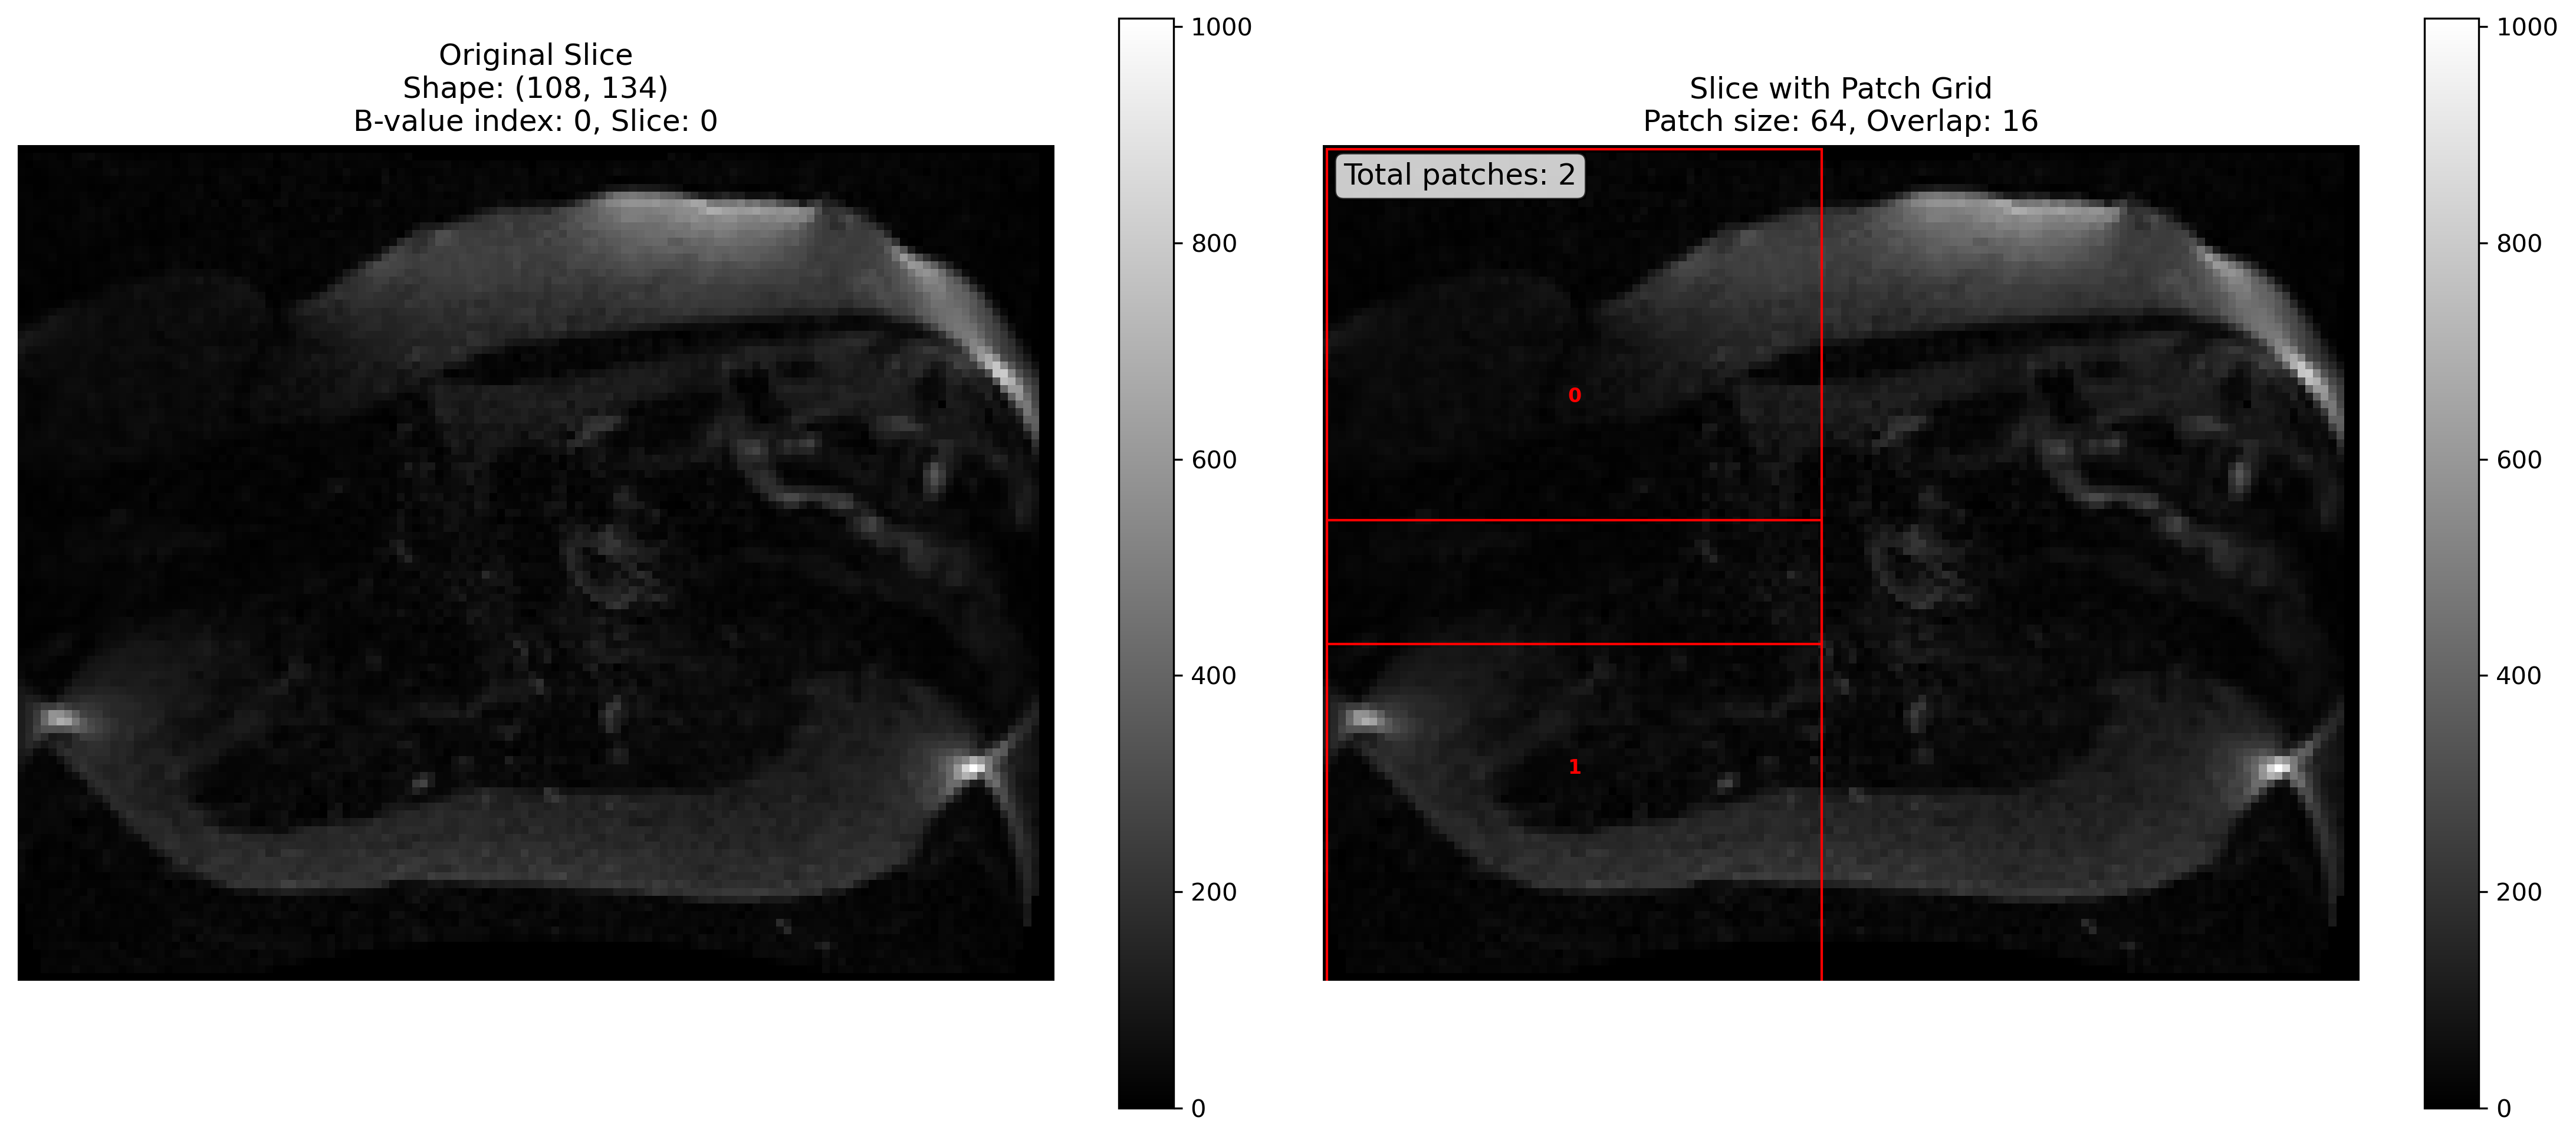 Original Slice
Shape: (108, 134)
B-value index: 0, Slice: 0
1000
800
600
400
200
0
Slice with Patch Grid
Patch size: 64, Overlap: 16
Total patches: 2
0
1
1000
800
600
400
200
0